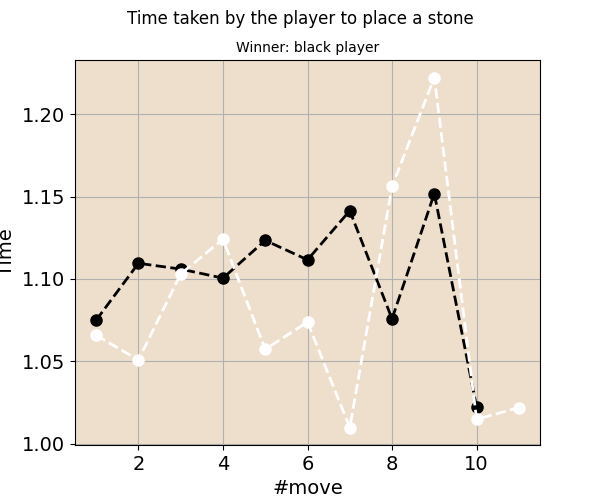 Time taken by the player to place a stone
Winner: black player
1.20
1.15
1.10
1.05
1.00
Time
2 4 6 8 10
#move